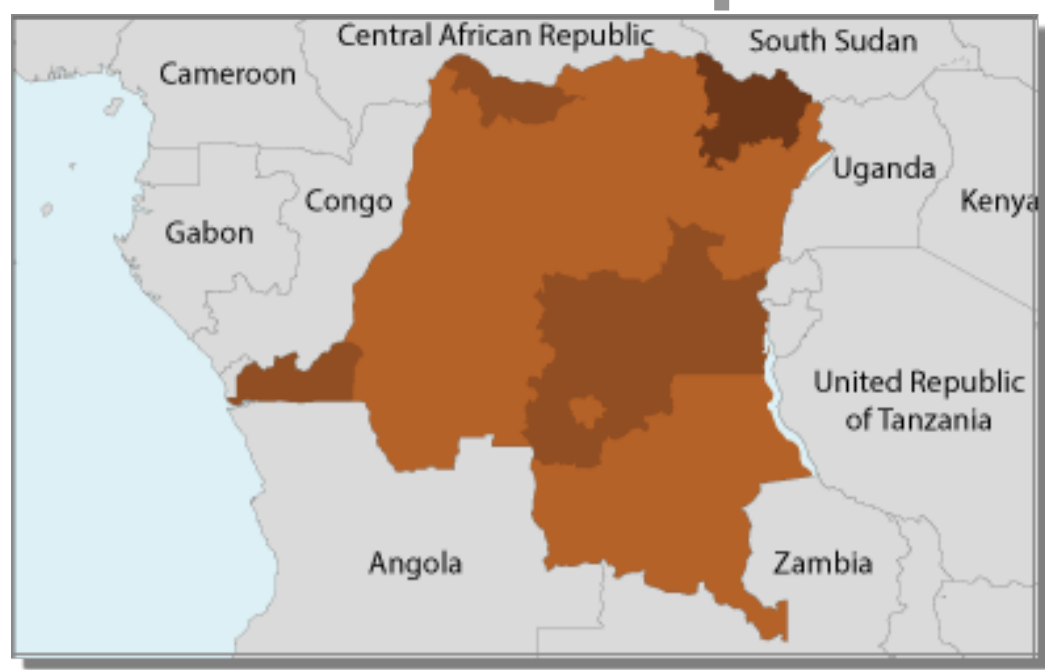 Central African Republic
South Sudan
Cameroon
Uganda
Congo
Kenya
Gabon
United Republic
of Tanzania
Angola
Zambia